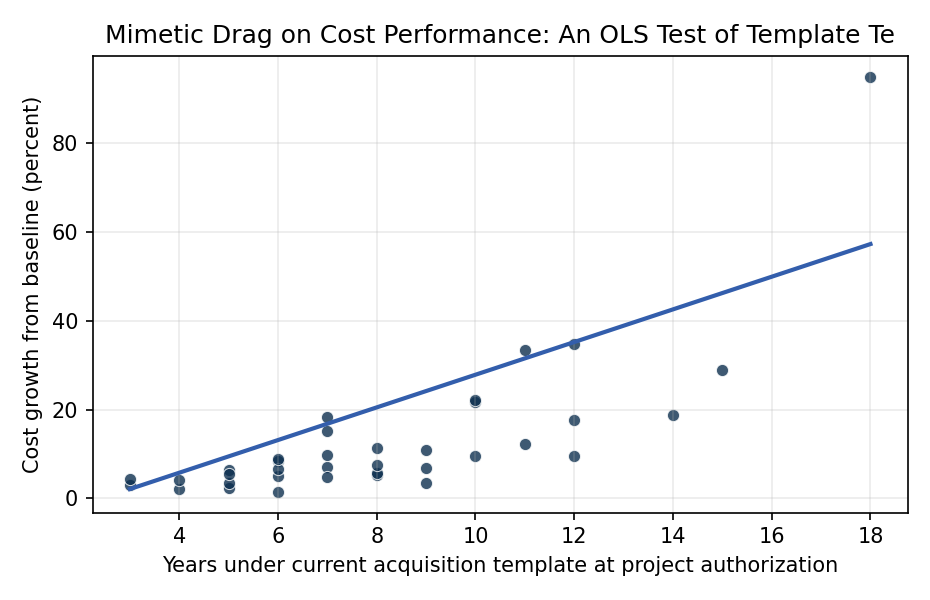 Mimetic Drag on Cost Performance: An OLS Test of Template Te
Cost growth from baseline (percent)
80
60
40
20
0
4 6 8 10 12 14 16 18
Years under current acquisition template at project authorization